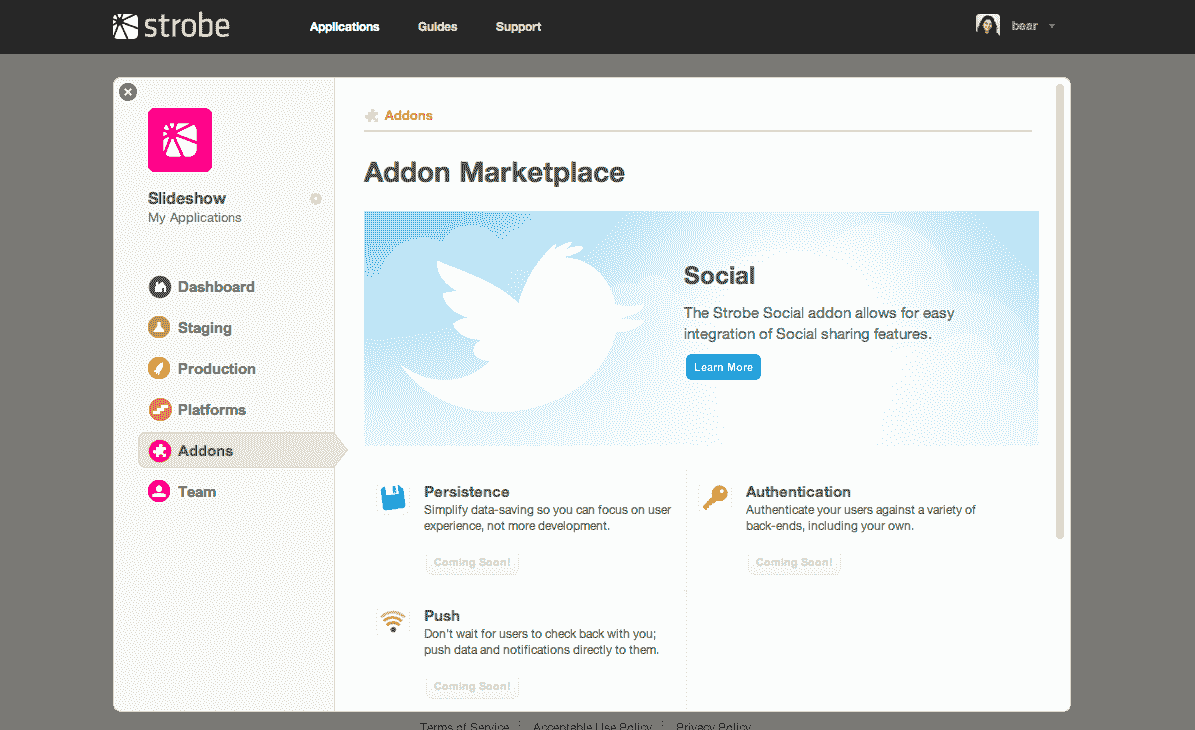 strobe
Applications
Guides
Support
bear
Addons
Addon Marketplace
Slideshow
My Applications
Dashboard
Staging
Production
Platforms
Addons
Team
Social
The Strobe Social addon allows for easy
integration of Social sharing features.
Learn More
Persistence
Simplify data-saving so you can focus on user
experience, not more development.
Coming Soon!
Authentication
Authenticate your users against a variety of
back-ends, including your own.
Coming Soon!
Push
Don't wait for users to check back with you;
push data and notifications directly to them.
Coming Soon!
Terms of Service
Acceptable Use Policy
Privacy Policy